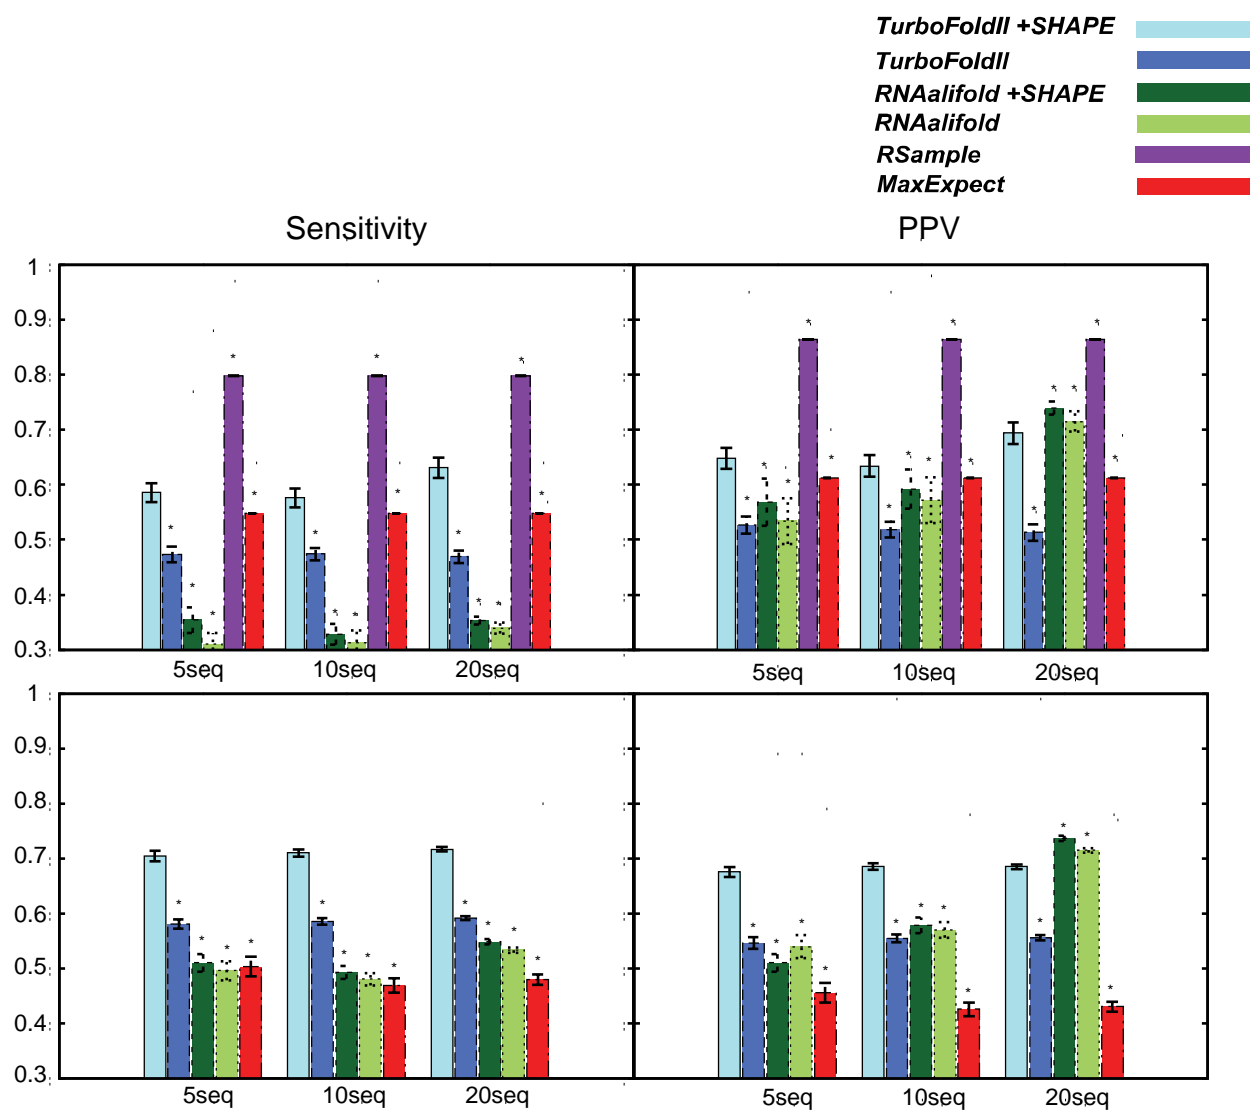 TurboFoldII +SHAPE
TurboFoldII
RNAalifold +SHAPE
RNAalifold
RSample
MaxExpect
Sensitivity PPV
1
0.9
0.8
0.7
0.6
0.5
0.4
0.3
5seq 10seq 20seq 5seq 10seq 20seq
1
0.9
0.8
0.7
0.6
0.5
0.4
0.3
5seq 10seq 20seq 5seq 10seq 20seq